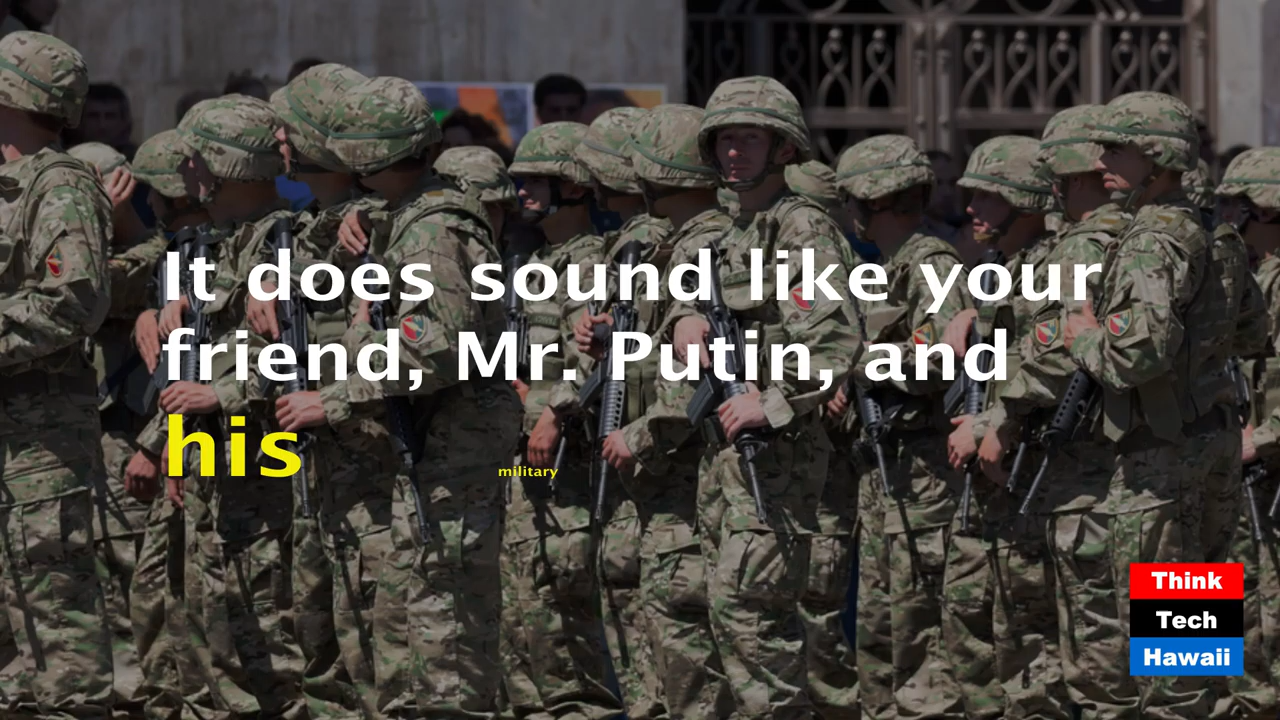 It does sound like your
friend, Mr. Putin, and
his military
Think
Tech
Hawaii